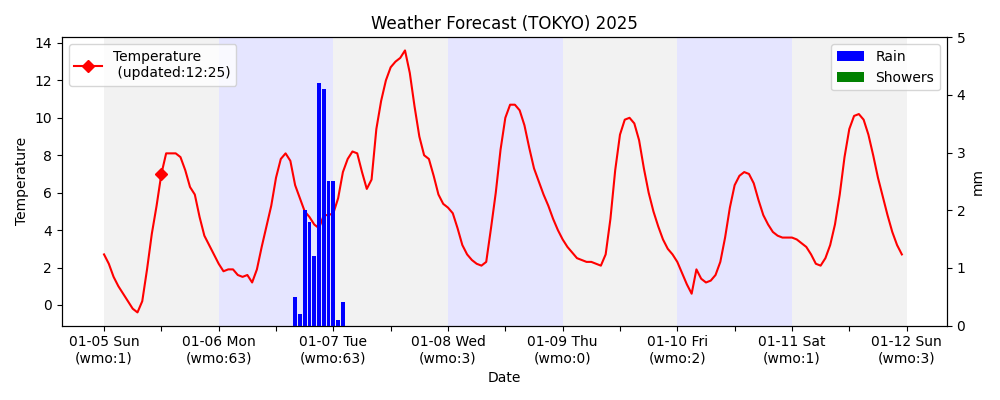 Weather Forecast (TOKYO) 2025
Temperature
(updated:12:25)
Rain
Showers
14
12
10
8
6
4
2
0
Temperature
5
4
3
2
1
0
mm
01-05 Sun
(wmo:1)
01-06 Mon
(wmo:63)
01-07 Tue
(wmo:63)
01-08 Wed
(wmo:3)
01-09 Thu
(wmo:0)
01-10 Fri
(wmo:2)
01-11 Sat
(wmo:1)
01-12 Sun
(wmo:3)
Date